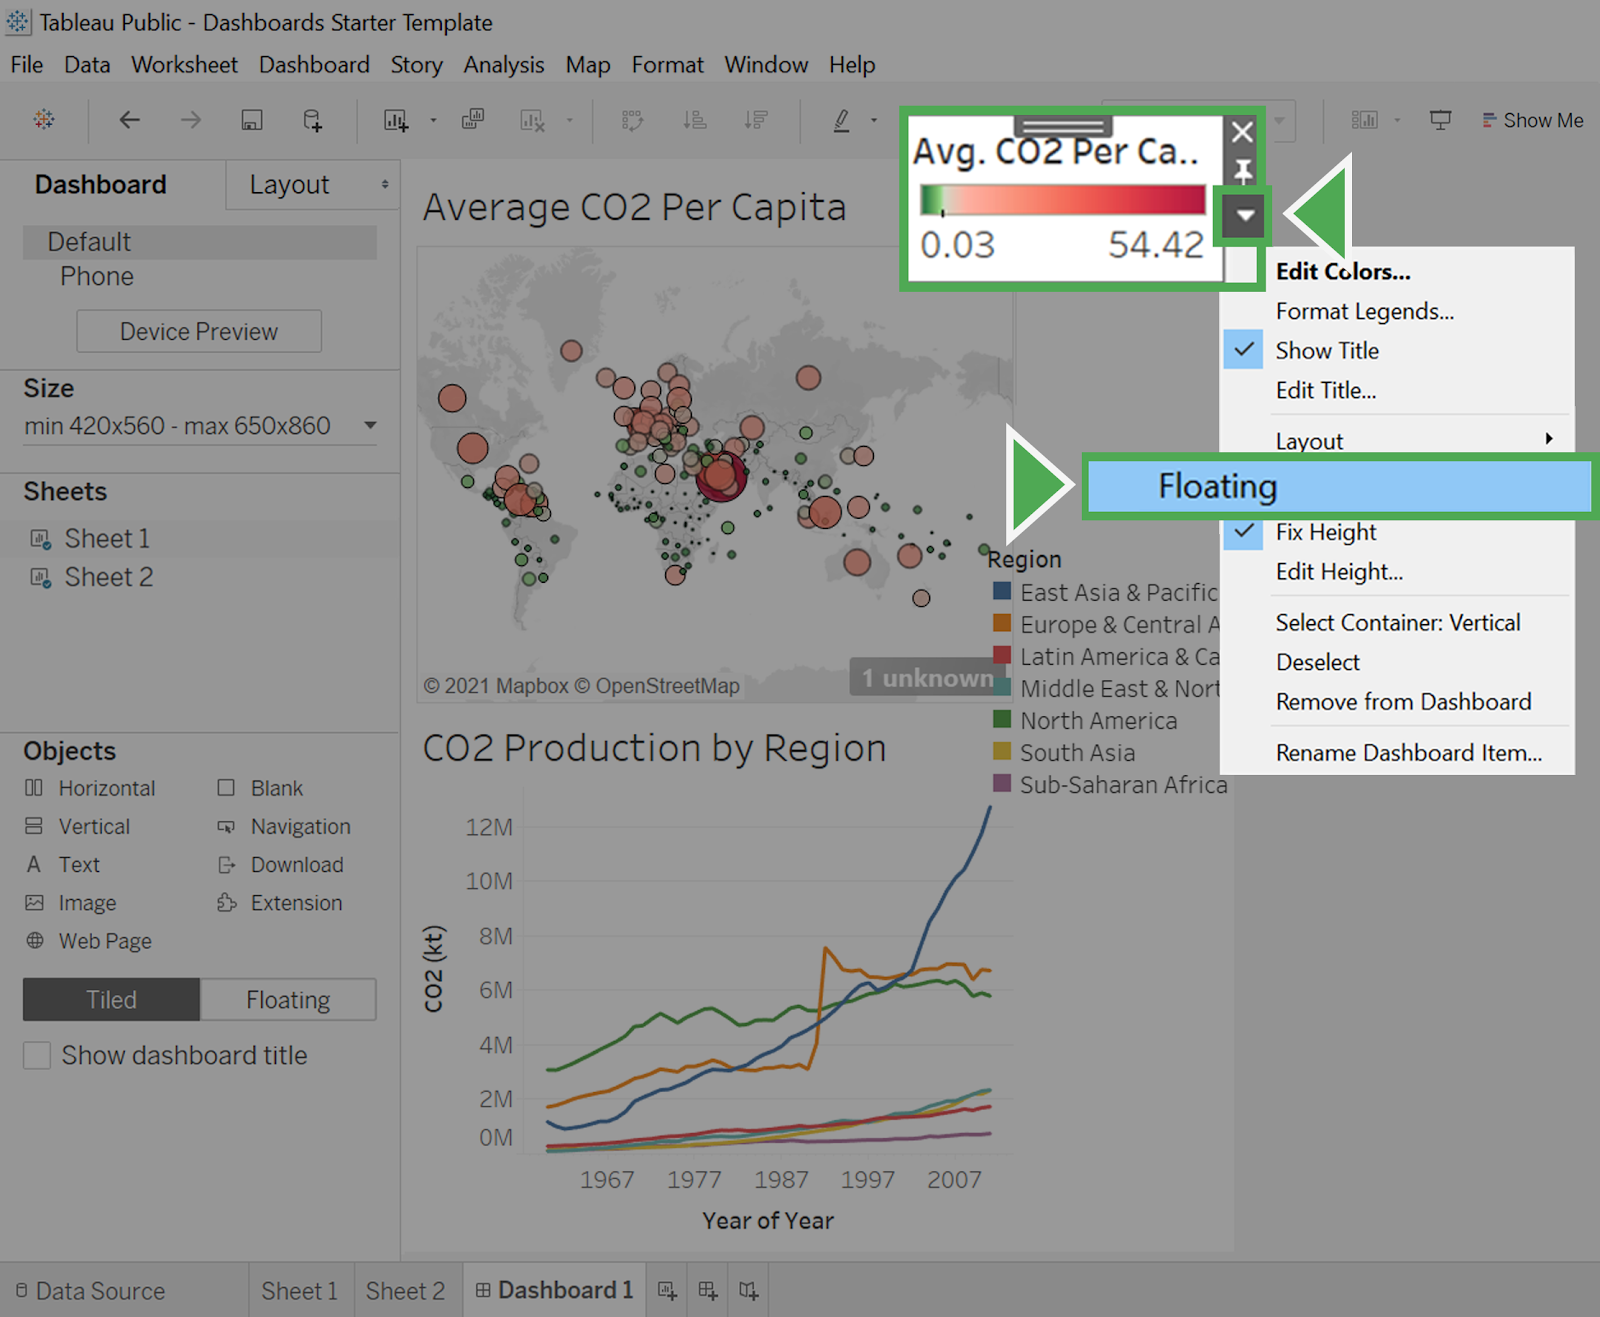 Tableau Public - Dashboards Starter Template
File Data Worksheet Dashboard Story Analysis Map Format Window Help
Show Me
Dashboard Layout
Default
Phone
Device Preview
Size
min 420x560 - max 650x860
Sheets
Sheet 1
Sheet 2
Objects
Horizontal Blank
Vertical Navigation
A Text Download
Image Extension
Web Page
Tiled Floating
Show dashboard title
Average CO2 Per Capita
Avg. CO2 Per Ca..
0.03 54.42
© 2021 Mapbox © OpenStreetMap
1 unknown
Edit Colors...
Format Legends...
Show Title
Edit Title...
Layout
Floating
Fix Height
Edit Height...
Select Container: Vertical
Deselect
Remove from Dashboard
Rename Dashboard Item...
Region
East Asia & Pacific
Europe & Central A
Latin America & Ca
Middle East & Nort
North America
South Asia
Sub-Saharan Africa
CO2 Production by Region
12M
10M
8M
6M
4M
2M
0M
CO2 (kt)
1967 1977 1987 1997 2007
Year of Year
Data Source Sheet 1 Sheet 2 Dashboard 1